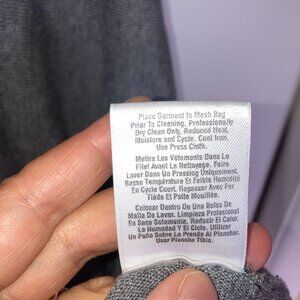 Place Garment In Mesh Bag
Prior To Cleaning, Professionally
Dry Clean Only, Reduced Heat,
Moisture and Cycle. Cool Iron.
Use Press Cloth.
Mettre Les Vêtements Dans Un
Filet Avant Le Nettoyage. Faire
Laver Dans Un Pressing Uniquement,
Basse Température Et Faible Humidité
En Cycle Court. Repasser Avec Fer
Tiède Et Patte Mouillée.
Colocar Dentro De Una Bolsa De
Malla De Lavar. Limpieza Profesional
En Seco Solamente. Reducir El Calor.
La Humedad Y El Ciclo. Utilizar
Un Paño Sobre La Prenda Al Planchar.
Usar Plancho Tibia.